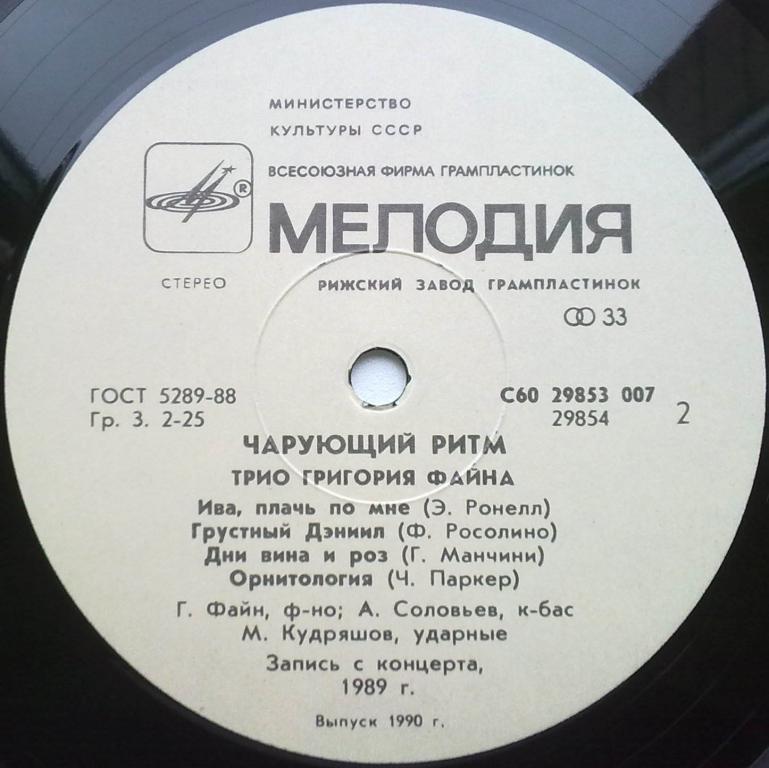 МИНИСТЕРСТВО
КУЛЬТУРЫ СССР
ВСЕСОЮЗНАЯ ФИРМА ГРАМПЛАСТИНОК
®
МЕЛОДИЯ
СТЕРЕО
РИЖСКИЙ ЗАВОД ГРАМПЛАСТИНОК
33
ГОСТ 5289-88
С60 29853 007
Гр. 3. 2-25
29854
2
ЧАРУЮЩИЙ РИТМ
ТРИО ГРИГОРИЯ ФАЙНА
Ива, плачь по мне (Э. Ронелл)
Грустный Дэниил (Ф. Росолино)
Дни вина и роз (Г. Манчини)
Орнитология (Ч. Паркер)
Г. Файн, ф-но; А. Соловьев, к-бас
М. Кудряшов, ударные
Запись с концерта,
1989 г.
Выпуск 1990 г.